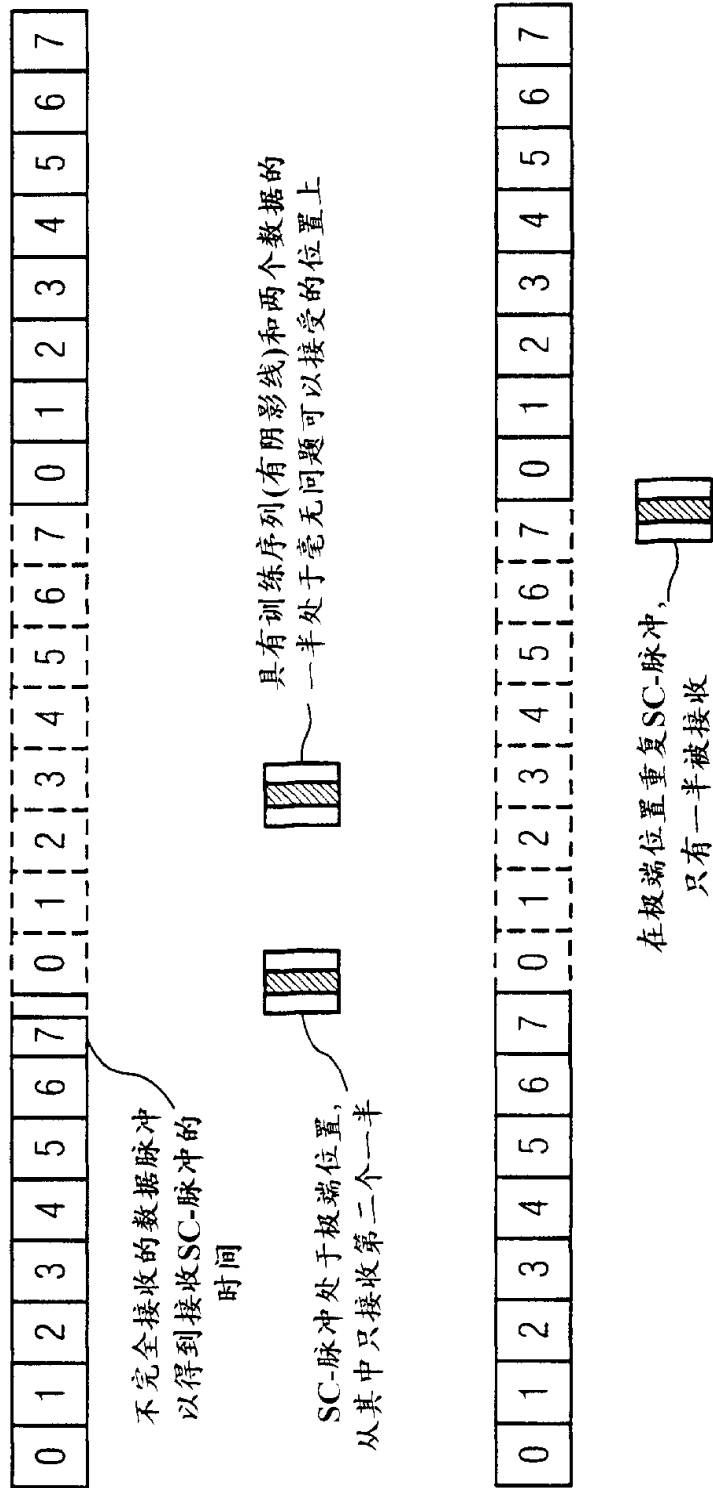 0 1 2 3 4 5 6 7 0 1 2 3 4 5 6 7 0 1 2 3 4 5 6 7
不完全接收的数据脉冲
以得到接收SC-脉冲的
时间
具有训练序列(有阴影线)和两个数据的
一半处于毫无问题可以接受的位置上
SC-脉冲处于极端位置,
从其中只接收第二个一半
0 1 2 3 4 5 6 7 0 1 2 3 4 5 6 7 0 1 2 3 4 5 6 7
在极端位置重复SC-脉冲,
只有一半被接收